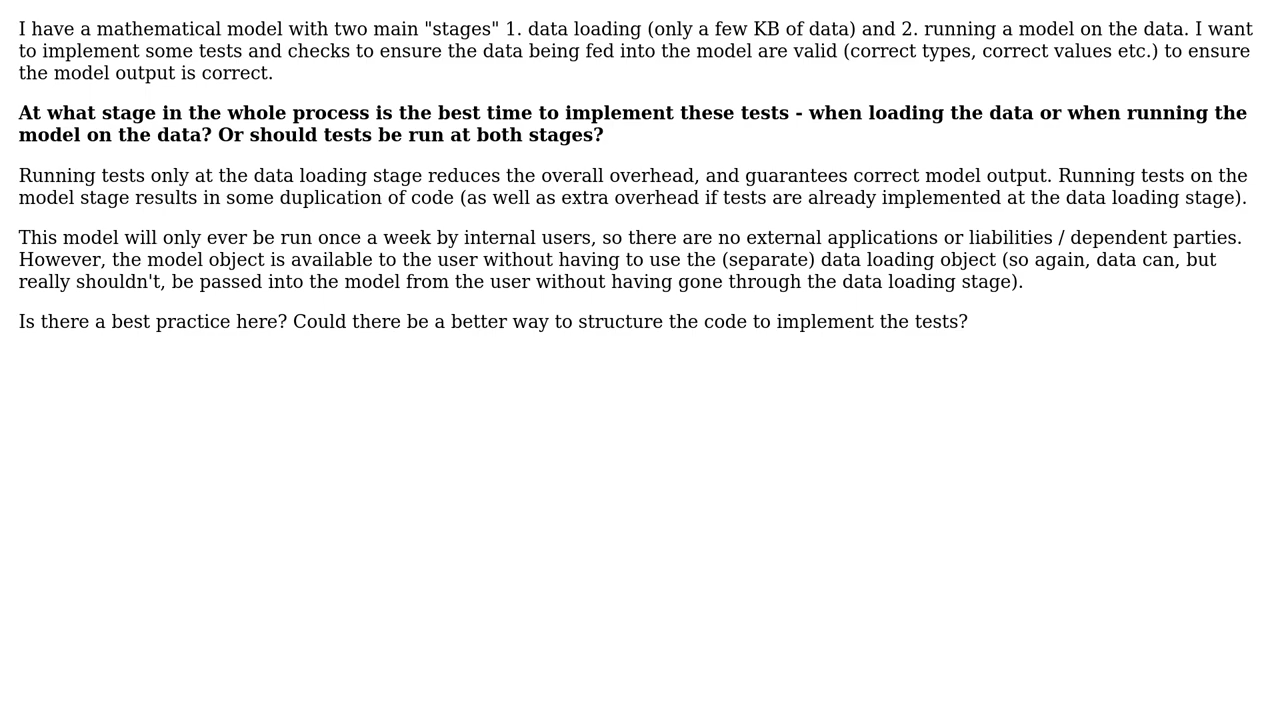 I have a mathematical model with two main "stages" 1. data loading (only a few KB of data) and 2. running a model on the data. I want
to implement some tests and checks to ensure the data being fed into the model are valid (correct types, correct values etc.) to ensure
the model output is correct.
At what stage in the whole process is the best time to implement these tests - when loading the data or when running the
model on the data? Or should tests be run at both stages?
Running tests only at the data loading stage reduces the overall overhead, and guarantees correct model output. Running tests on the
model stage results in some duplication of code (as well as extra overhead if tests are already implemented at the data loading stage).
This model will only ever be run once a week by internal users, so there are no external applications or liabilities / dependent parties.
However, the model object is available to the user without having to use the (separate) data loading object (so again, data can, but
really shouldn't, be passed into the model from the user without having gone through the data loading stage).
Is there a best practice here? Could there be a better way to structure the code to implement the tests?